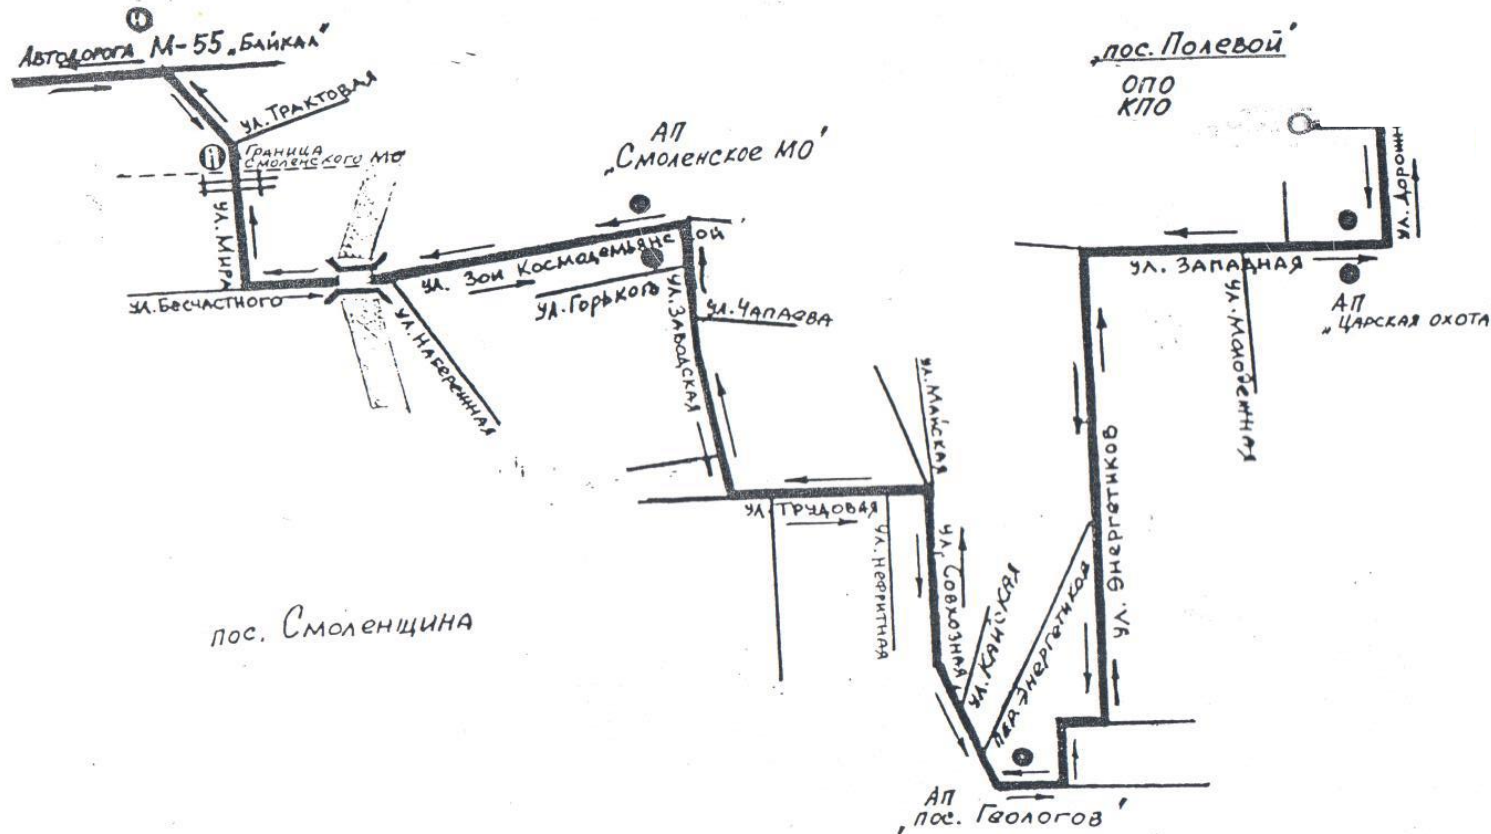 Автодорога М-55 „Байкал"
ул. Трактовая
Граница
Смоленского МО
ул. Мира
ул. Бесчастного
ул. Набережная
ул. Зои Космодемьянской
ул. Горького
АП
„Смоленское МО'
ул. Заводская
ул. Чапаева
ул. Трудовая
ул. Нефритная
ул. Майская
ул. Совхозная
ул. Кайская
пер. Энергетиков
АП
„пос. Геологов'
ул. Энергетиков
„пос. Полевой'
ОПО
КПО
ул. Дорожн
ул. Западная
ул. Молодежная
АП
„Царская охота
пос. Смоленщина